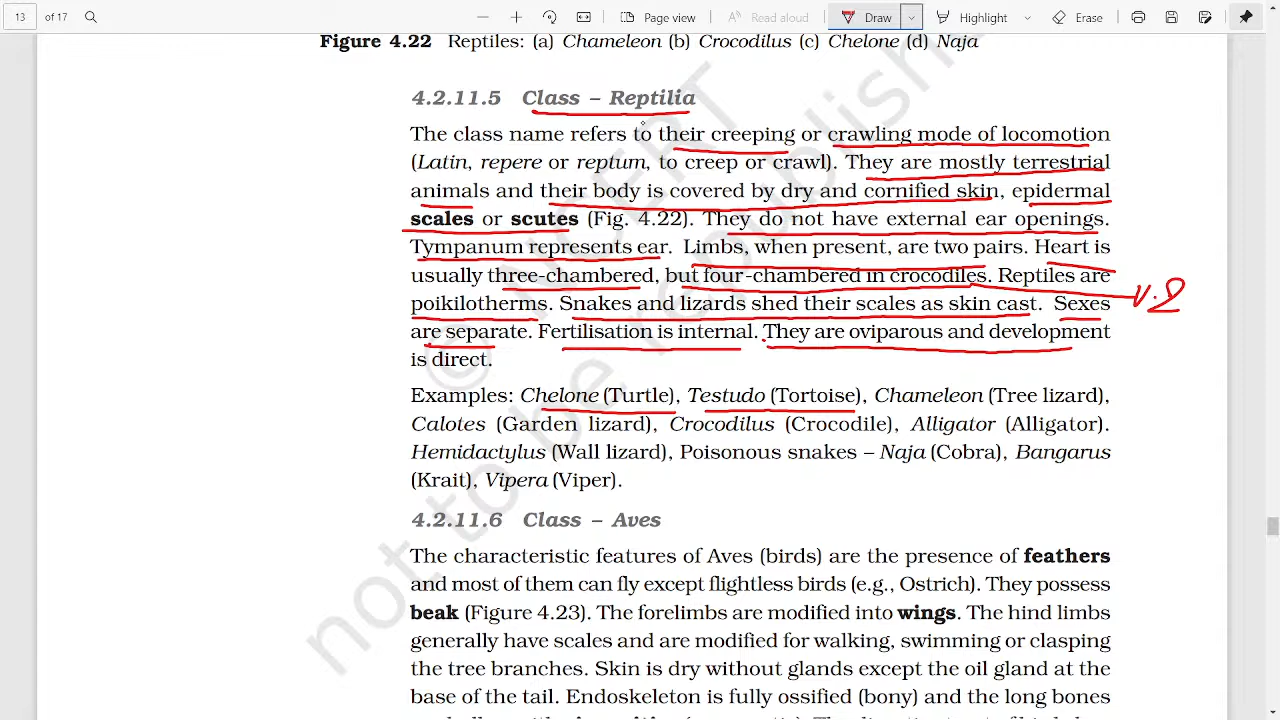 13 of 17 Page view Read aloud Draw Highlight Erase
Figure 4.22 Reptiles: (a) Chameleon (b) Crocodilus (c) Chelone (d) Naja
4.2.11.5 Class – Reptilia
The class name refers to their creeping or crawling mode of locomotion
(Latin, repere or reptum, to creep or crawl). They are mostly terrestrial
animals and their body is covered by dry and cornified skin, epidermal
scales or scutes (Fig. 4.22). They do not have external ear openings.
Tympanum represents ear. Limbs, when present, are two pairs. Heart is
usually three-chambered, but four-chambered in crocodiles. Reptiles are
poikilotherms. Snakes and lizards shed their scales as skin cast. Sexes
are separate. Fertilisation is internal. They are oviparous and development
is direct.
Examples: Chelone (Turtle), Testudo (Tortoise), Chameleon (Tree lizard),
Calotes (Garden lizard), Crocodilus (Crocodile), Alligator (Alligator).
Hemidactylus (Wall lizard), Poisonous snakes – Naja (Cobra), Bangarus
(Krait), Vipera (Viper).
4.2.11.6 Class – Aves
The characteristic features of Aves (birds) are the presence of feathers
and most of them can fly except flightless birds (e.g., Ostrich). They possess
beak (Figure 4.23). The forelimbs are modified into wings. The hind limbs
generally have scales and are modified for walking, swimming or clasping
the tree branches. Skin is dry without glands except the oil gland at the
base of the tail. Endoskeleton is fully ossified (bony) and the long bones
© NCERT
not to be republished